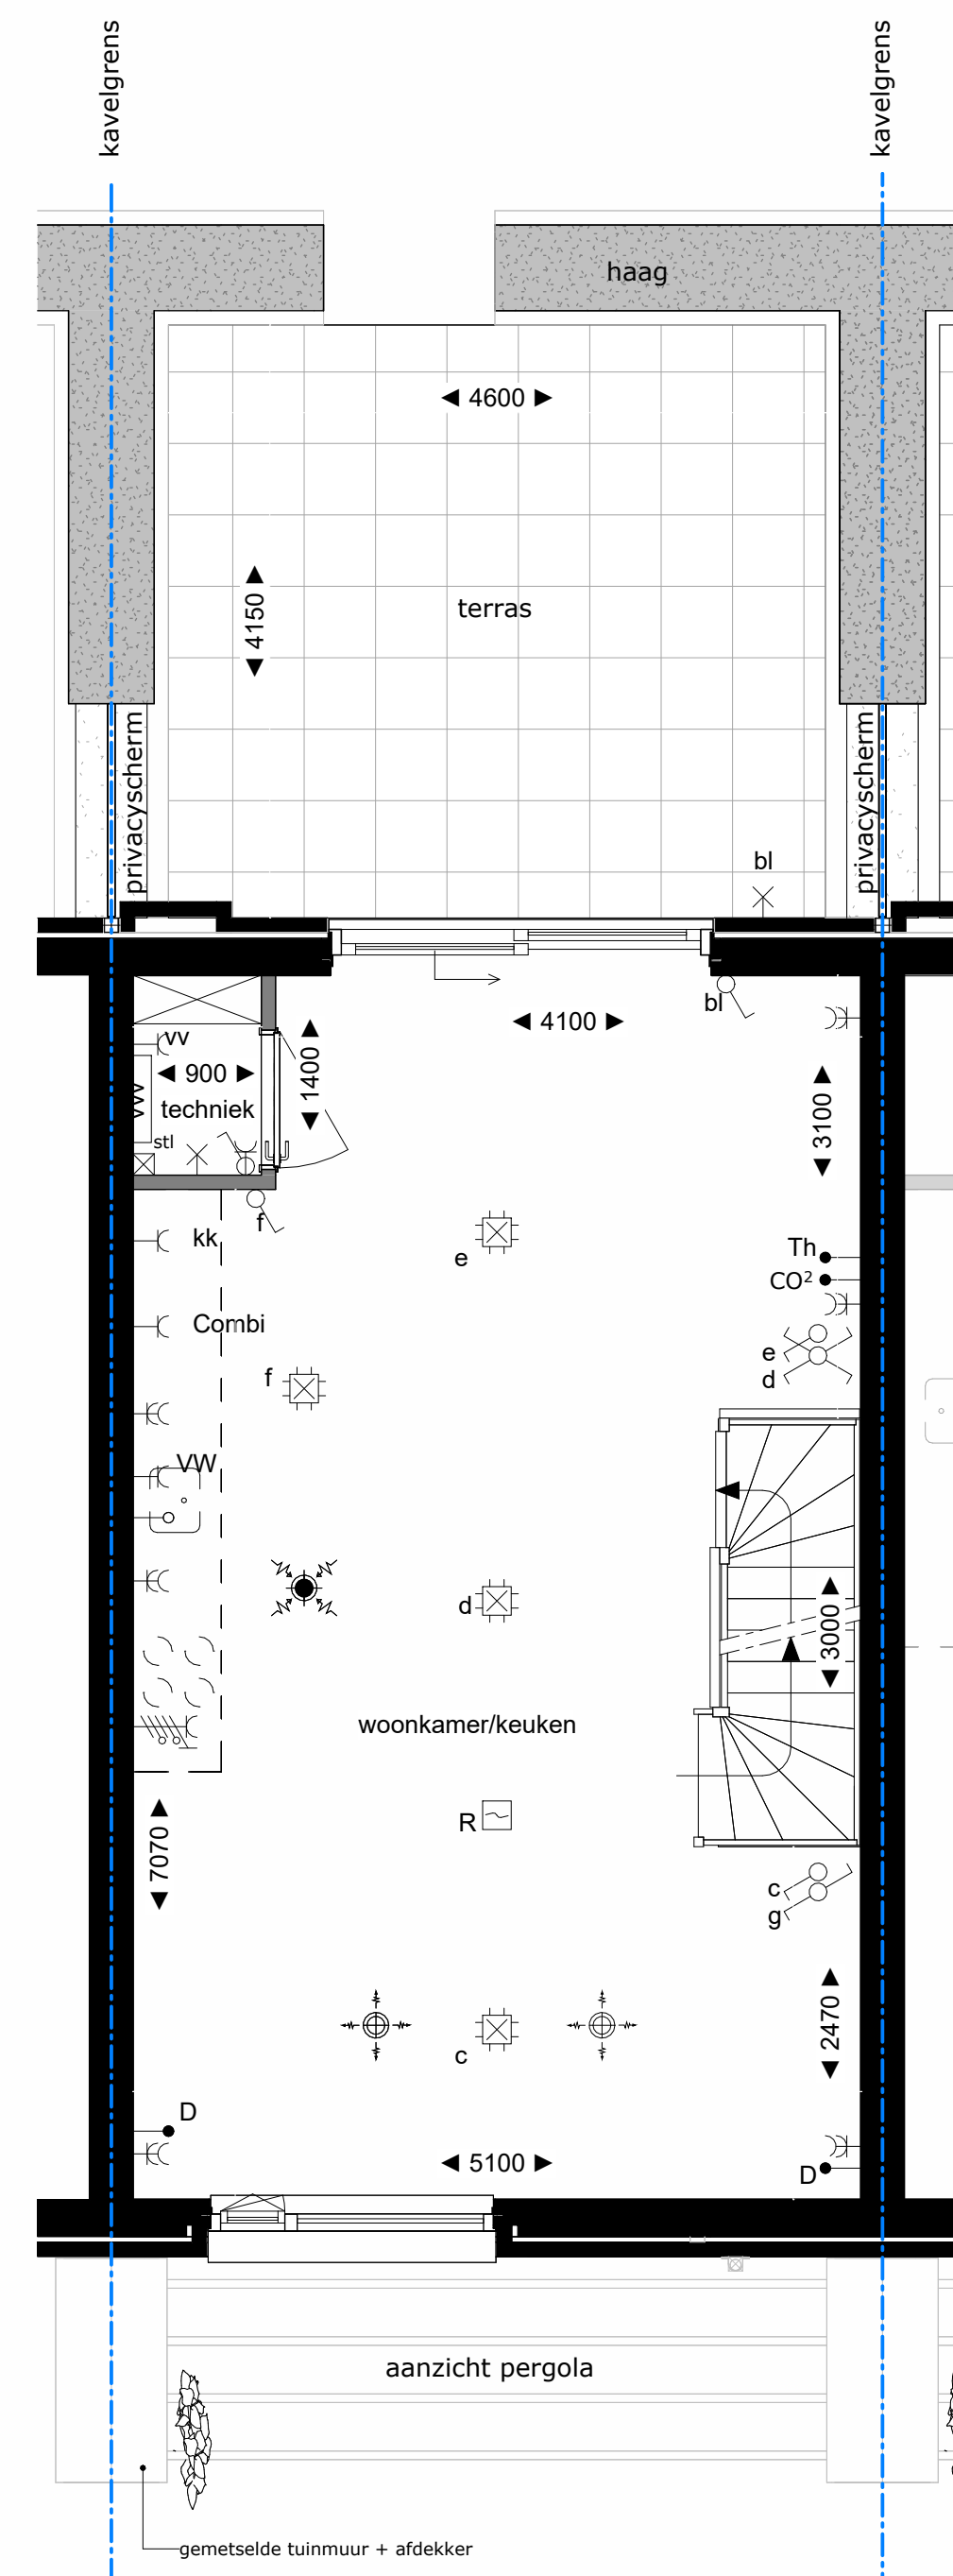 kavelgrens
kavelgrens
haag
4600
4150
terras
privacyscherm
privacyscherm
bl
bl
4100
vv
900
1400
vw
techniek
stl
3100
f
kk
e
Th
CO²
Combi
e
d
f
VW
d
3000
woonkamer/keuken
R
7070
c
g
2470
c
D
5100
D
aanzicht pergola
gemetselde tuinmuur + afdekker